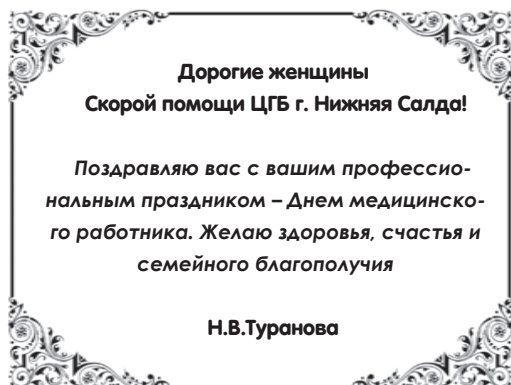 Дорогие женщины
Скорой помощи ЦГБ г. Нижняя Салда!
Поздравляю вас с вашим профессио-
нальным праздником – Днем медицинско-
го работника. Желаю здоровья, счастья и
семейного благополучия
Н.В.Туранова